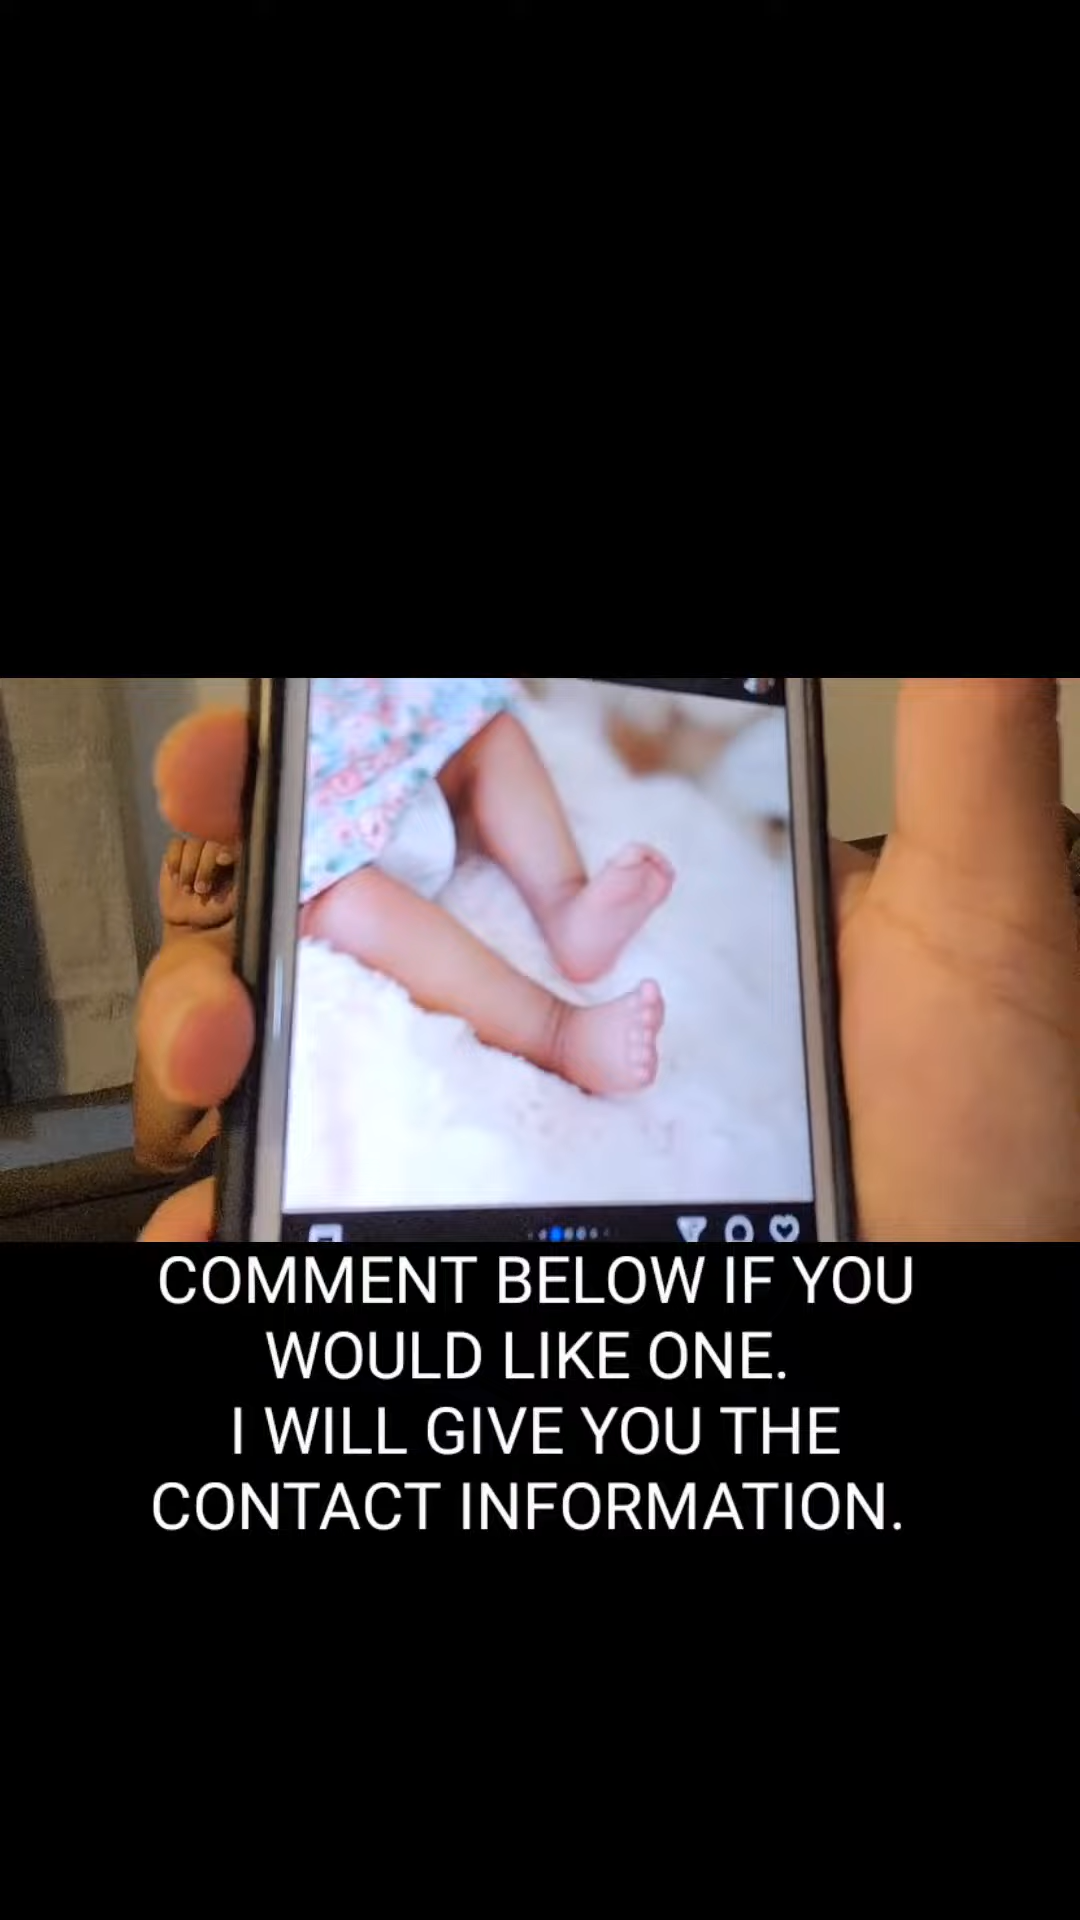 COMMENT BELOW IF YOU
WOULD LIKE ONE.
I WILL GIVE YOU THE
CONTACT INFORMATION.